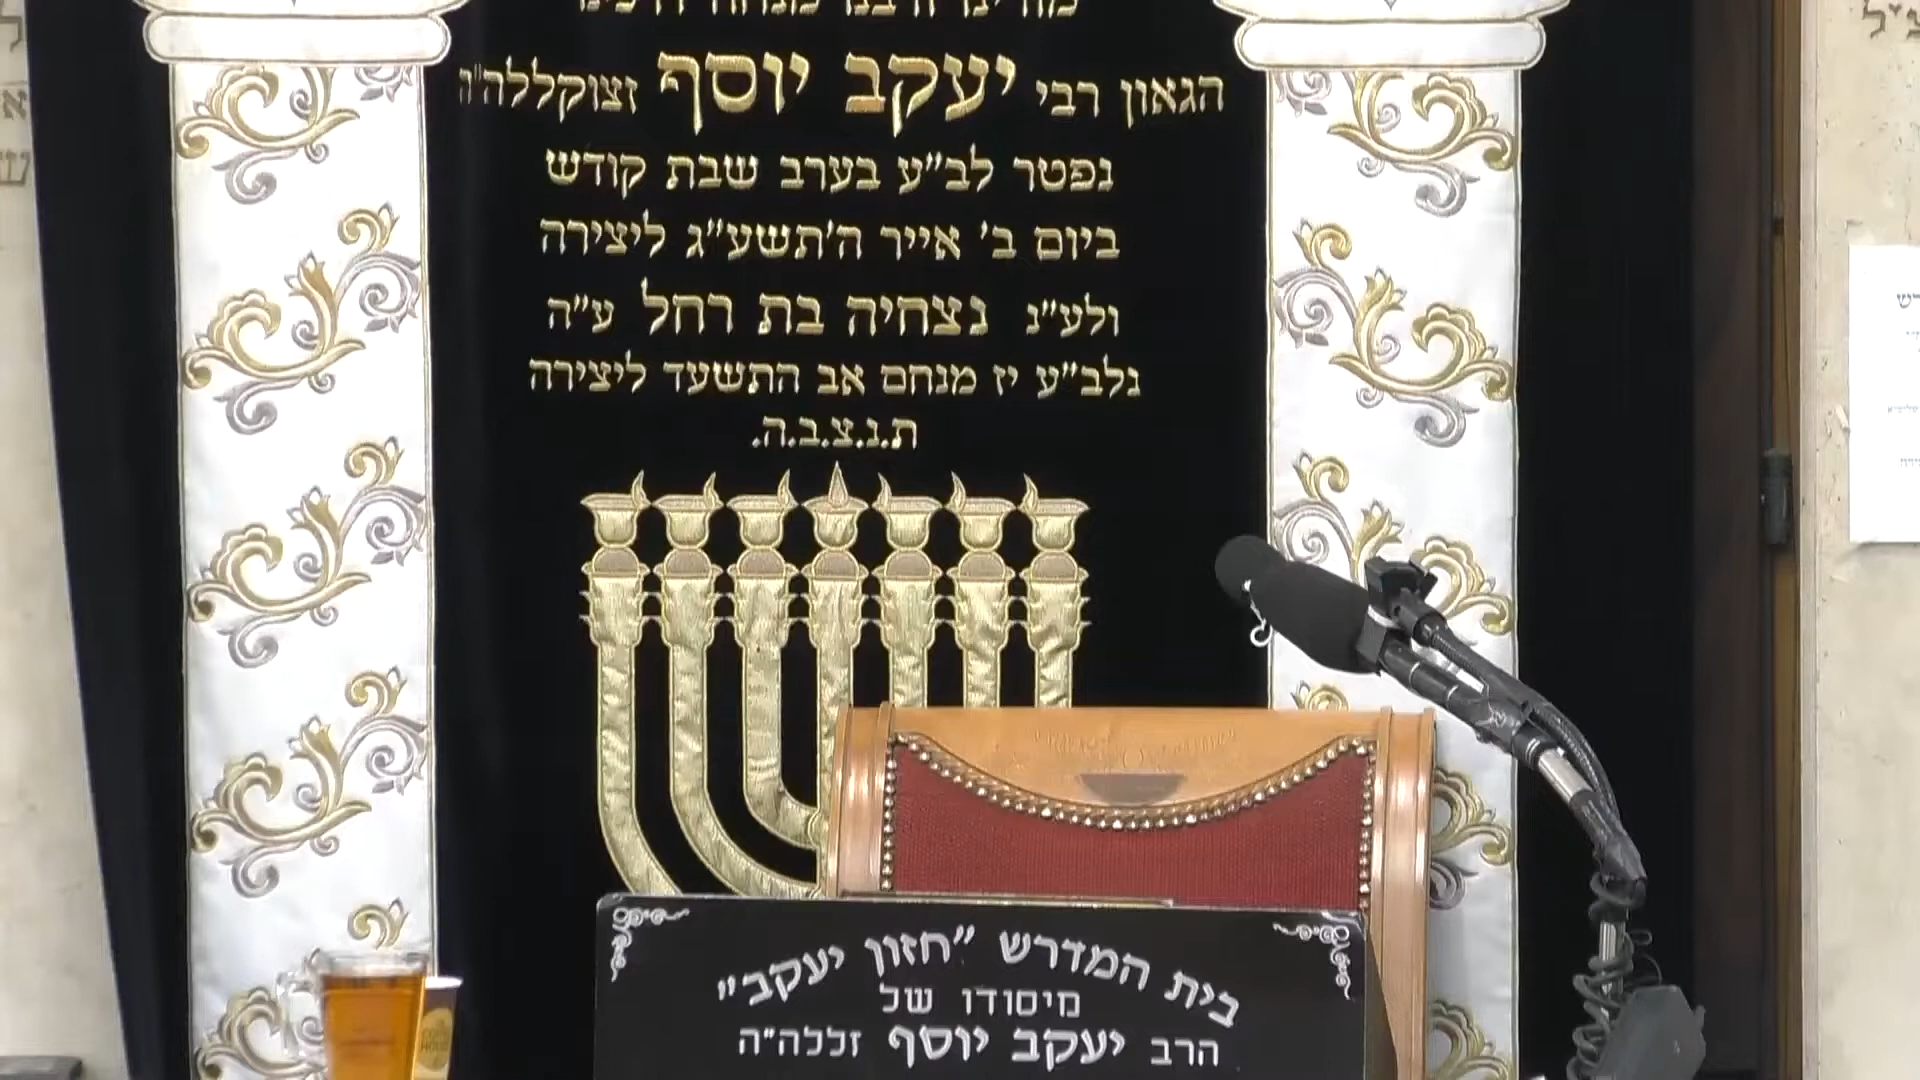 הגאון רבי יעקב יוסף זצוקללה"ה
נפטר לב"ע בערב שבת קודש
ביום ב' אייר ה'תשע"ג ליצירה
ולע"נ נצחיה בת רחל ע"ה
נלב"ע יז מנחם אב התשעד ליצירה
ת.נ.צ.ב.ה.
בית המדרש "חזון יעקב"
מיסודו של
הרב יעקב יוסף זללה"ה